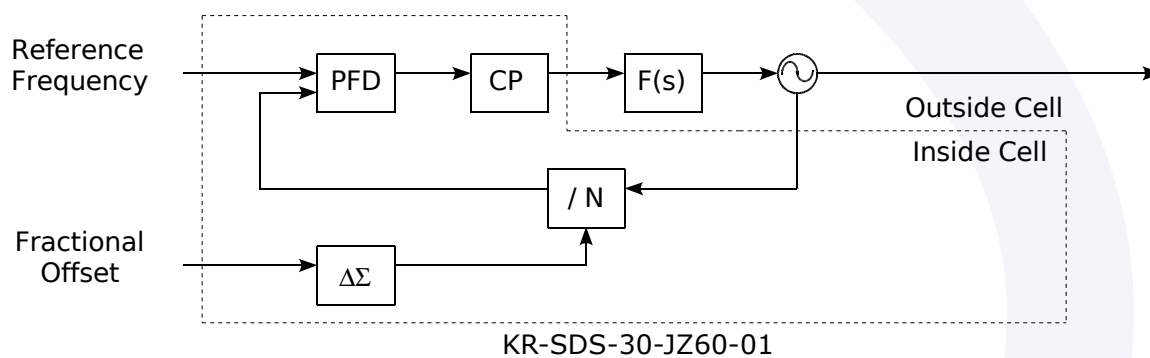 Reference
Frequency
PFD
CP
F(s)
Outside Cell
Inside Cell
/ N
Fractional
Offset
ΔΣ
KR-SDS-30-JZ60-01